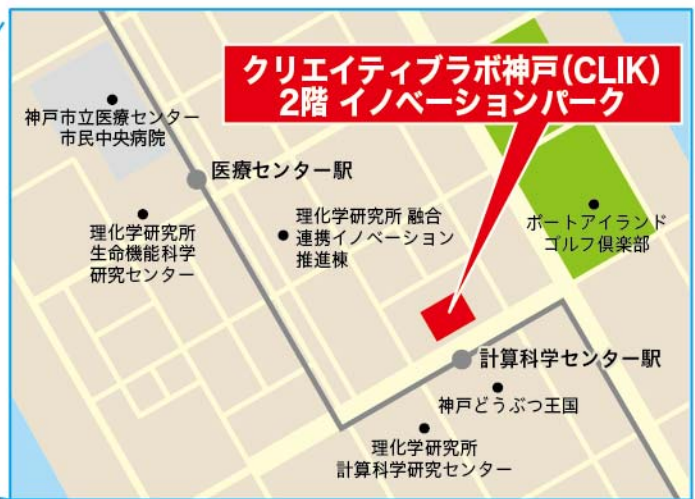 クリエイティブラボ神戸(CLIK)
2階 イノベーションパーク
神戸市立医療センター
市民中央病院
医療センター駅
理化学研究所
生命機能科学
研究センター
理化学研究所 融合
連携イノベーション
推進棟
ポートアイランド
ゴルフ倶楽部
計算科学センター駅
神戸どうぶつ王国
理化学研究所
計算科学研究センター